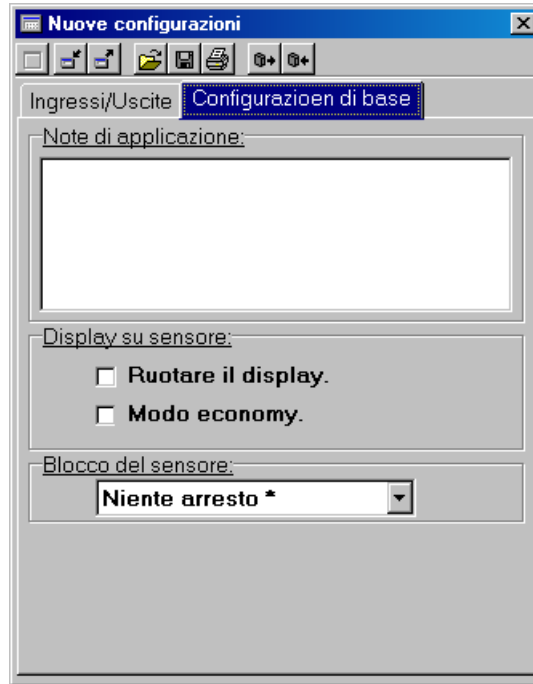 Nuove configurazioni
Ingressi/Uscite
Configurazioen di base
Note di applicazione:
Display su sensore:
Ruotare il display.
Modo economy.
Blocco del sensore:
Niente arresto *